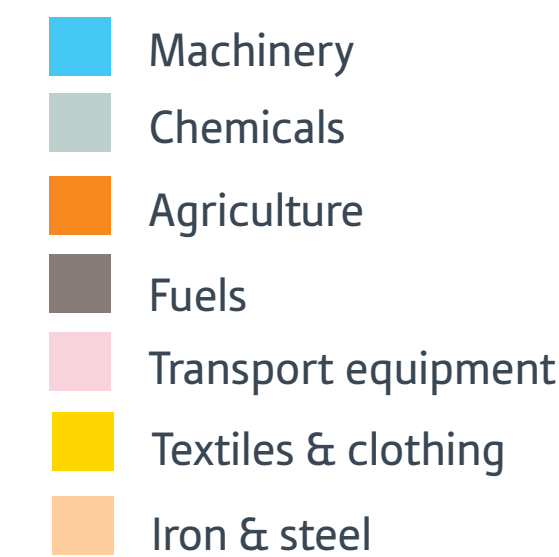 Machinery
Chemicals
Agriculture
Fuels
Transport equipment
Textiles & clothing
Iron & steel